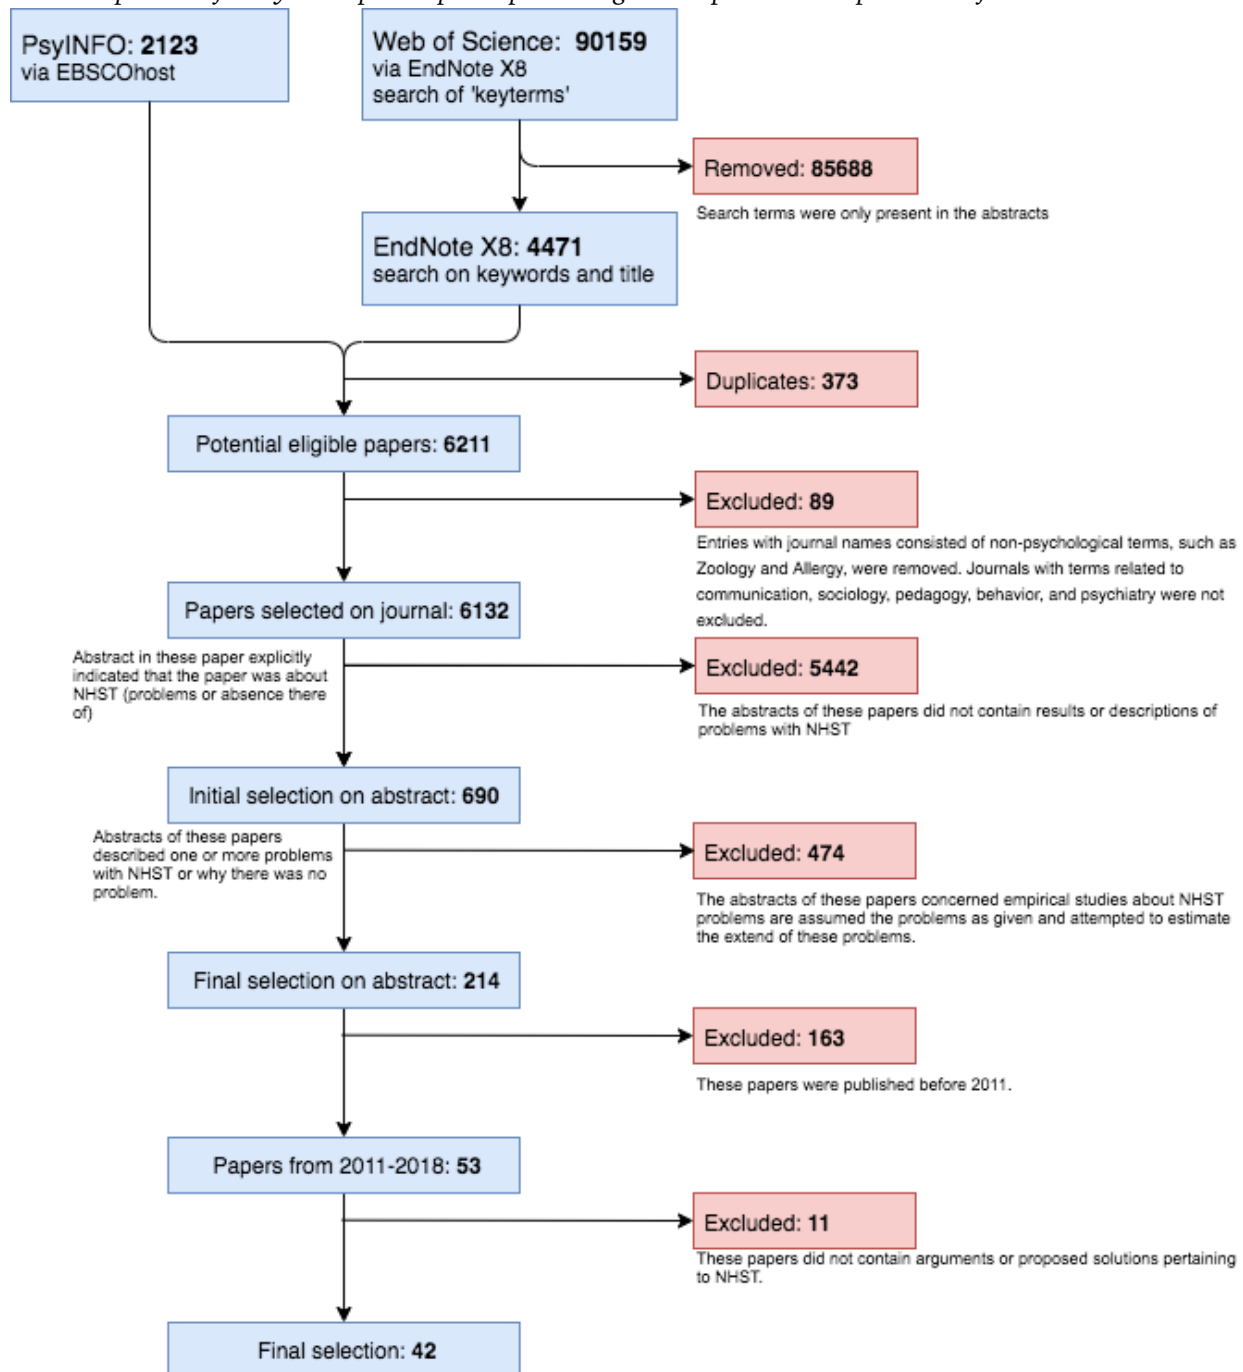 PsyINFO: 2123
via EBSCOhost
Web of Science: 90159
via EndNote X8
search of 'keyterms'
Removed: 85688
Search terms were only present in the abstracts
EndNote X8: 4471
search on keywords and title
Duplicates: 373
Potential eligible papers: 6211
Excluded: 89
Entries with journal names consisted of non-psychological terms, such as
Zoology and Allergy, were removed. Journals with terms related to
communication, sociology, pedagogy, behavior, and psychiatry were not
excluded.
Papers selected on journal: 6132
Abstract in these paper explicitly
indicated that the paper was about
NHST (problems or absence there
of)
Excluded: 5442
The abstracts of these papers did not contain results or descriptions of
problems with NHST
Initial selection on abstract: 690
Abstracts of these papers
described one or more problems
with NHST or why there was no
problem.
Excluded: 474
The abstracts of these papers concerned empirical studies about NHST
problems are assumed the problems as given and attempted to estimate
the extend of these problems.
Final selection on abstract: 214
Excluded: 163
These papers were published before 2011.
Papers from 2011-2018: 53
Excluded: 11
These papers did not contain arguments or proposed solutions pertaining
to NHST.
Final selection: 42